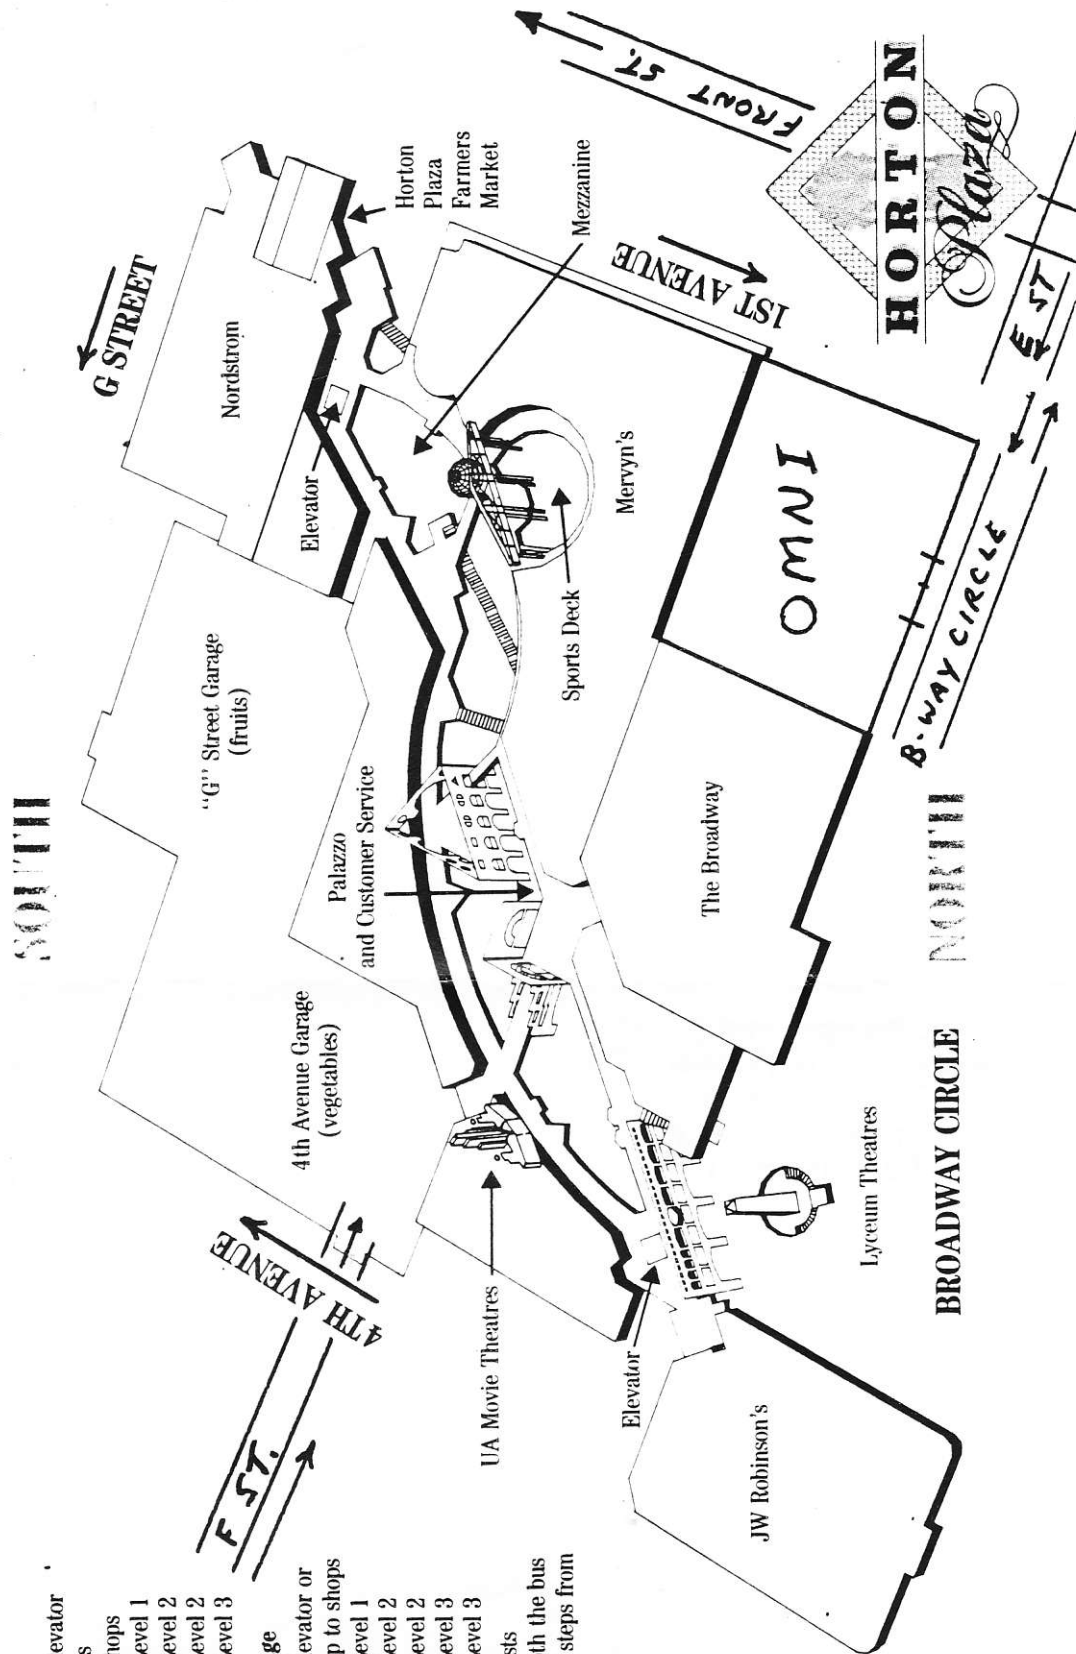 SOUTH
G STREET
Nordstrom
Horton
Plaza
Farmers
Market
Mezzanine
FRONT ST.
HORTON
Plaza
Elevator
"G" Street Garage
(fruits)
1ST AVENUE
E ST
Mervyn's
OMNI
Sports Deck
B-WAY CIRCLE
Palazzo
and Customer Service
The Broadway
NORTH
4th Avenue Garage
(vegetables)
4TH AVENUE
F ST.
UA Movie Theatres
Elevator
Lyceum Theatres
BROADWAY CIRCLE
JW Robinson's
evator
s
hops
evel 1
evel 2
evel 2
evel 3
ge
evator or
p to shops
evel 1
evel 2
evel 2
evel 3
evel 3
sts
th the bus
steps from